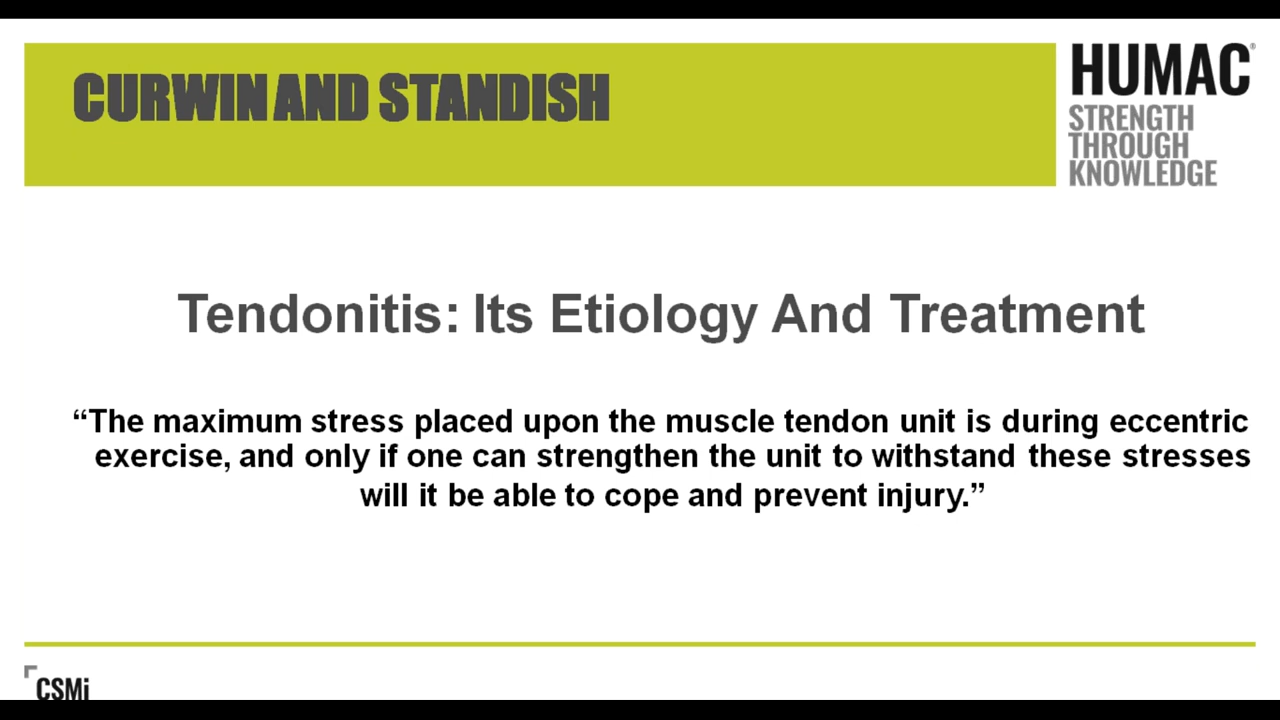 CURWIN AND STANDISH
HUMAC®
STRENGTH
THROUGH
KNOWLEDGE
Tendonitis: Its Etiology And Treatment
“The maximum stress placed upon the muscle tendon unit is during eccentric
exercise, and only if one can strengthen the unit to withstand these stresses
will it be able to cope and prevent injury.”
CSMi